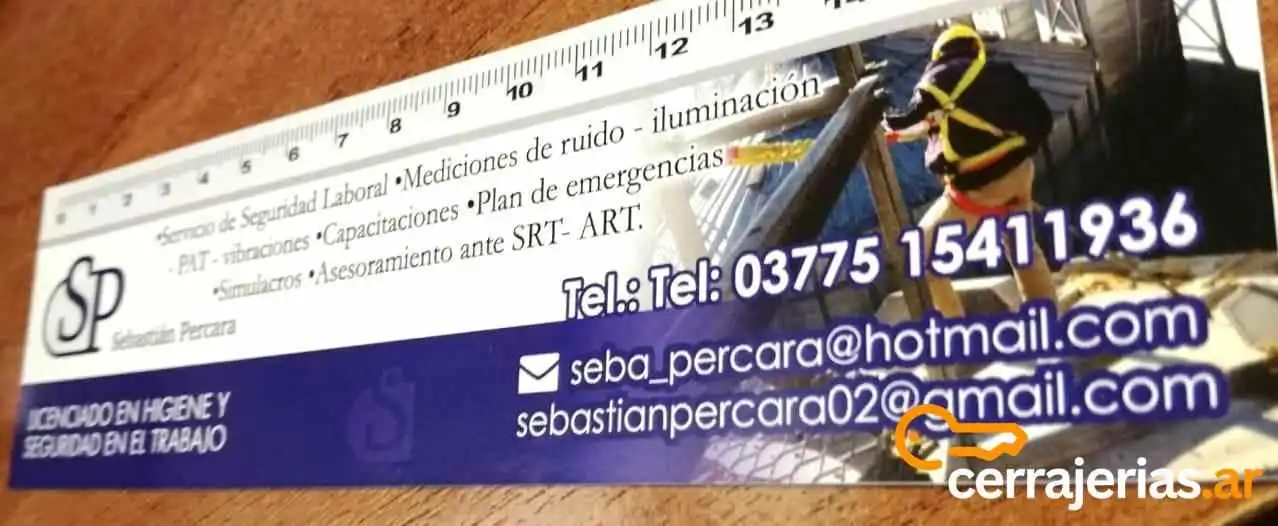 0 1 2 3 4 5 6 7 8 9 10 11 12 13 14
•Servicio de Seguridad Laboral •Mediciones de ruido - iluminación
- PAT - vibraciones •Capacitaciones •Plan de emergencias
•Simulacros •Asesoramiento ante SRT- ART.
SP
Sebastián Percara
Tel.: Tel: 03775 15411936
seba_percara@hotmail.com
sebastianpercara02@gmail.com
LICENCIADO EN HIGIENE Y
SEGURIDAD EN EL TRABAJO
SP
cerrajerias.ar